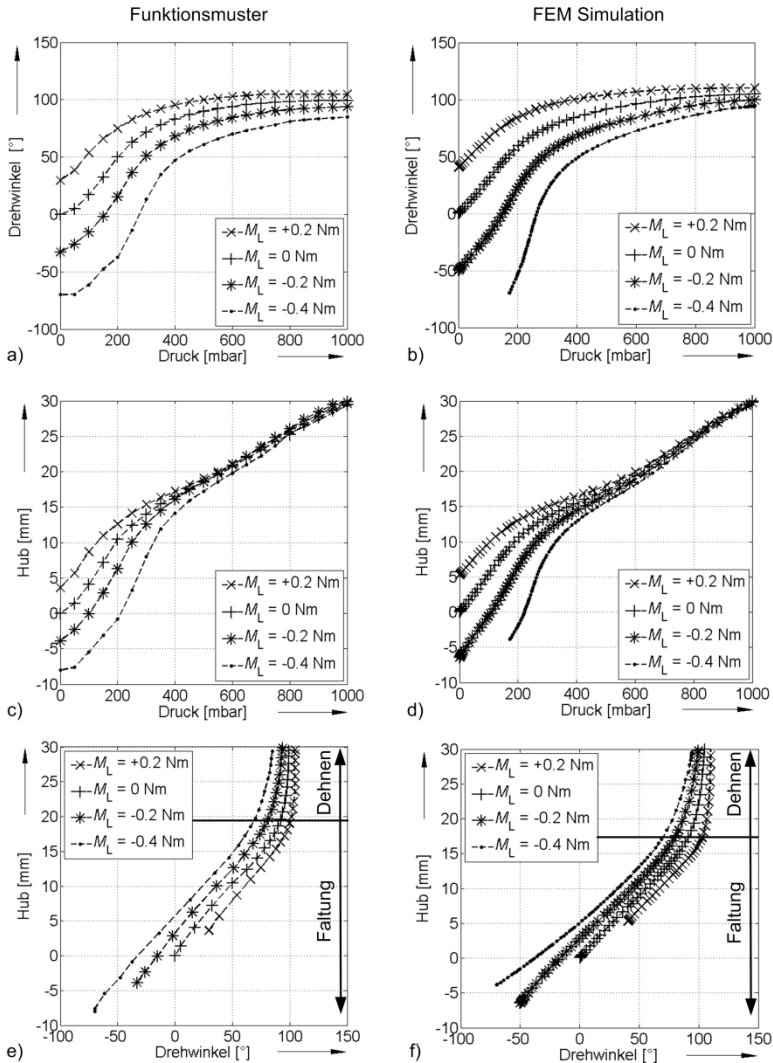 Funktionsmuster
FEM Simulation
150
100
50
0
-50
-100
Drehwinkel [°]
0 200 400 600 800 1000
Druck [mbar]
M_L = +0.2 Nm
M_L = 0 Nm
M_L = -0.2 Nm
M_L = -0.4 Nm
a)
150
100
50
0
-50
-100
Drehwinkel [°]
0 200 400 600 800 1000
Druck [mbar]
M_L = +0.2 Nm
M_L = 0 Nm
M_L = -0.2 Nm
M_L = -0.4 Nm
b)
30
25
20
15
10
5
0
-5
-10
Hub [mm]
0 200 400 600 800 1000
Druck [mbar]
M_L = +0.2 Nm
M_L = 0 Nm
M_L = -0.2 Nm
M_L = -0.4 Nm
c)
30
25
20
15
10
5
0
-5
-10
Hub [mm]
0 200 400 600 800 1000
Druck [mbar]
M_L = +0.2 Nm
M_L = 0 Nm
M_L = -0.2 Nm
M_L = -0.4 Nm
d)
30
25
20
15
10
5
0
-5
-10
Hub [mm]
M_L = +0.2 Nm
M_L = 0 Nm
M_L = -0.2 Nm
M_L = -0.4 Nm
Dehnen
Faltung
-100 -50 0 50 100 150
Drehwinkel [°]
e)
30
25
20
15
10
5
0
-5
-10
Hub [mm]
M_L = +0.2 Nm
M_L = 0 Nm
M_L = -0.2 Nm
M_L = -0.4 Nm
Dehnen
Faltung
-100 -50 0 50 100 150
Drehwinkel [°]
f)